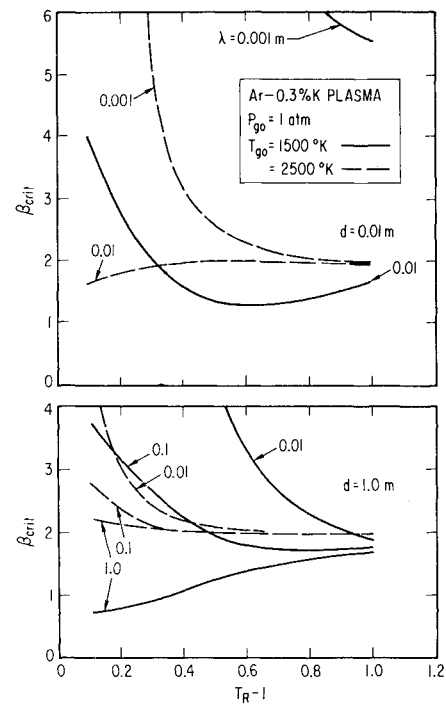 6
5
4
3
2
1
0
βcrit
λ = 0.001 m
0.001
Ar-0.3%K PLASMA
Pgo = 1 atm
Tgo = 1500 °K
= 2500 °K
d = 0.01 m
0.01
0.01
4
3
2
1
0
βcrit
0.1
0.01
0.01
d = 1.0 m
0.1
1.0
0 0.2 0.4 0.6 0.8 1.0 1.2
TR-1